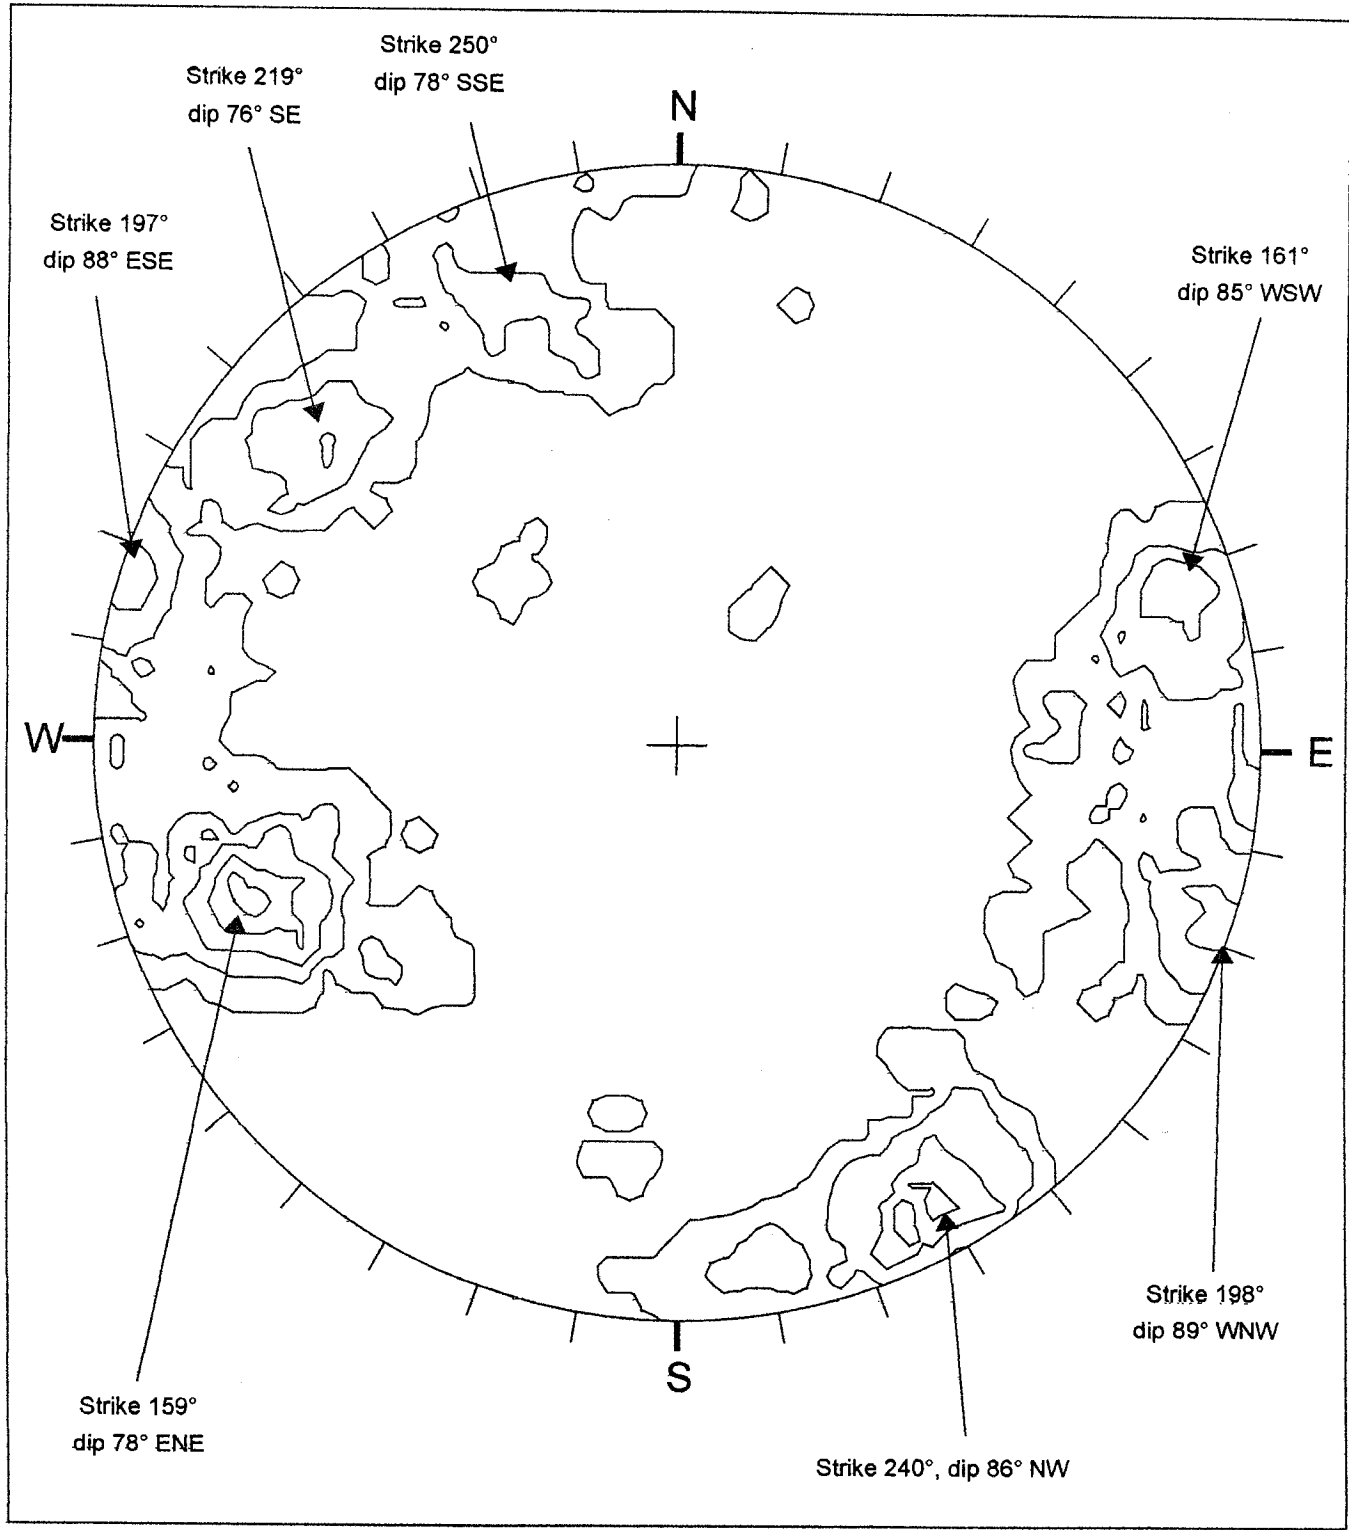 Strike 250°
dip 78° SSE
Strike 219°
dip 76° SE
N
Strike 197°
dip 88° ESE
Strike 161°
dip 85° WSW
W
E
Strike 198°
dip 89° WNW
S
Strike 159°
dip 78° ENE
Strike 240°, dip 86° NW